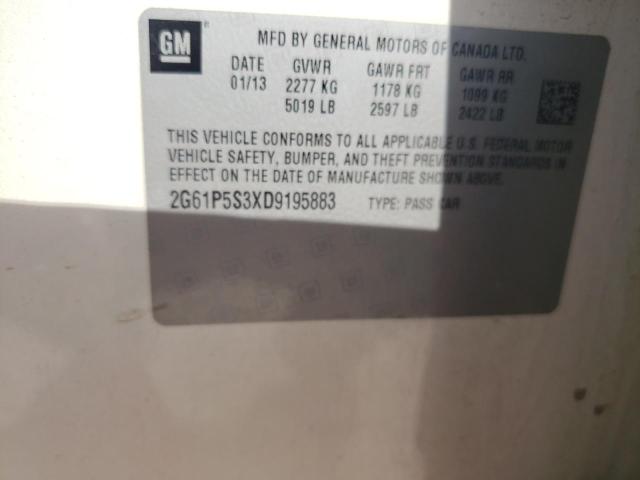 GM
MFD BY GENERAL MOTORS OF CANADA LTD.
DATE GVWR GAWR FRT GAWR RR
01/13 2277 KG 1178 KG 1099 KG
5019 LB 2597 LB 2422 LB
THIS VEHICLE CONFORMS TO ALL APPLICABLE U.S. FEDERAL MOTOR
VEHICLE SAFETY, BUMPER, AND THEFT PREVENTION STANDARDS IN
EFFECT ON THE DATE OF MANUFACTURE SHOWN ABOVE.
2G61P5S3XD9195883 TYPE: PASS CAR